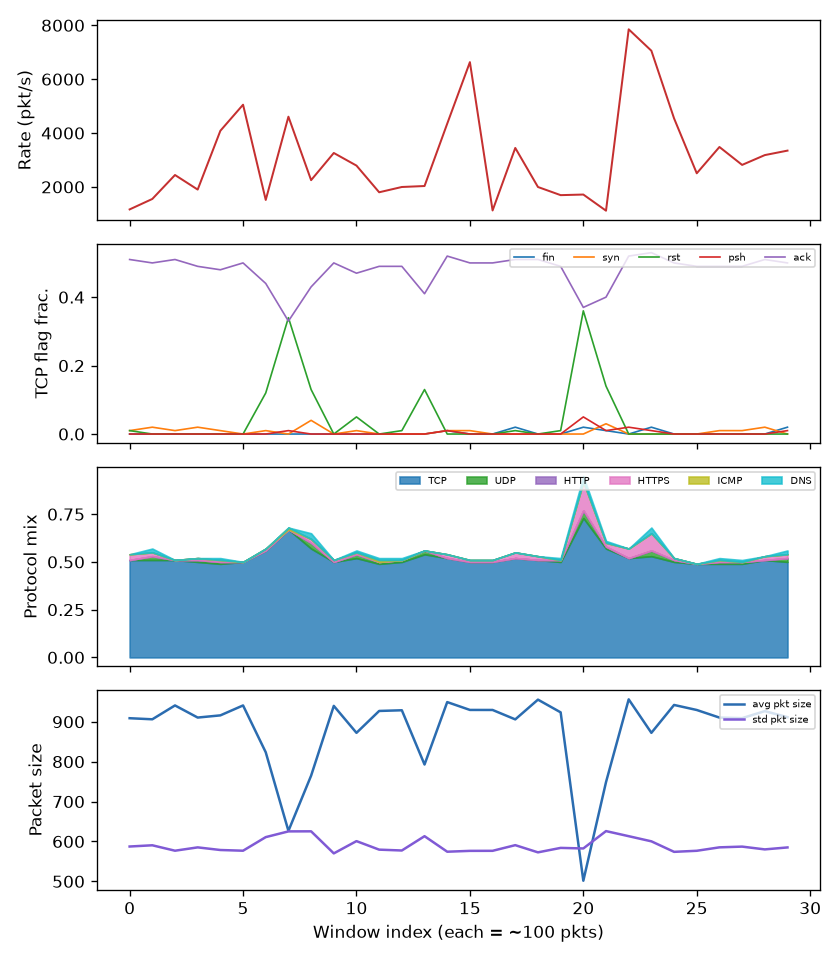 8000
6000
4000
2000
Rate (pkt/s)
fin syn rst psh ack
0.4
0.2
0.0
TCP flag frac.
TCP UDP HTTP HTTPS ICMP DNS
0.75
0.50
0.25
0.00
Protocol mix
avg pkt size
std pkt size
900
800
700
600
500
Packet size
0 5 10 15 20 25 30
Window index (each = ~100 pkts)